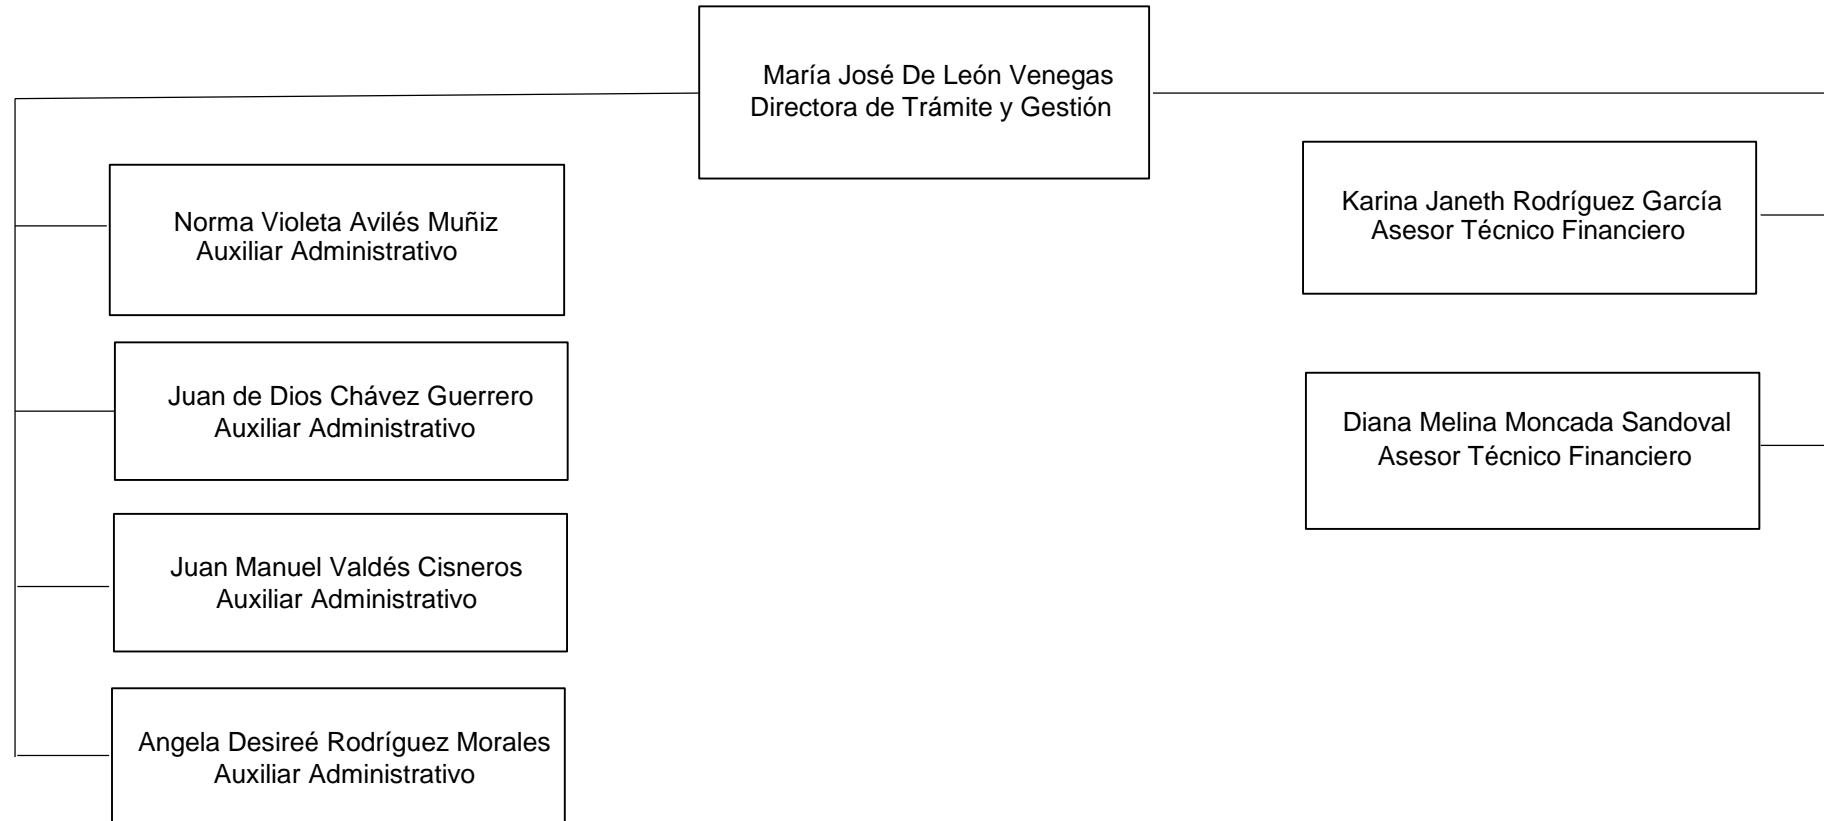 María José De León Venegas
Directora de Trámite y Gestión
Norma Violeta Avilés Muñiz
Auxiliar Administrativo
Juan de Dios Chávez Guerrero
Auxiliar Administrativo
Juan Manuel Valdés Cisneros
Auxiliar Administrativo
Angela Desireé Rodríguez Morales
Auxiliar Administrativo
Karina Janeth Rodríguez García
Asesor Técnico Financiero
Diana Melina Moncada Sandoval
Asesor Técnico Financiero